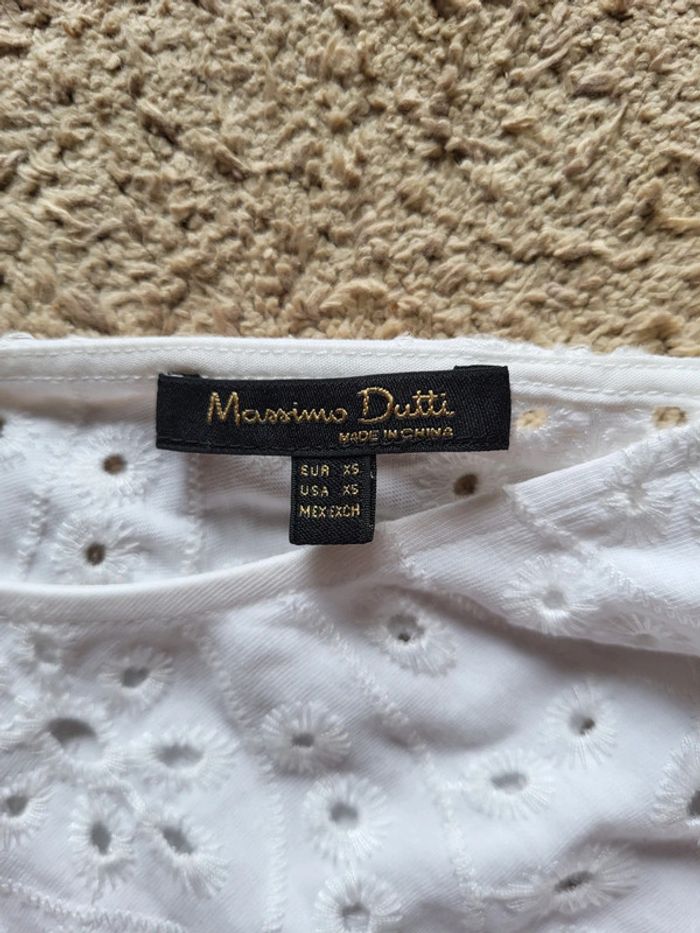 Massimo Dutti
MADE IN CHINA
EUR XS
USA XS
MEX EXCH